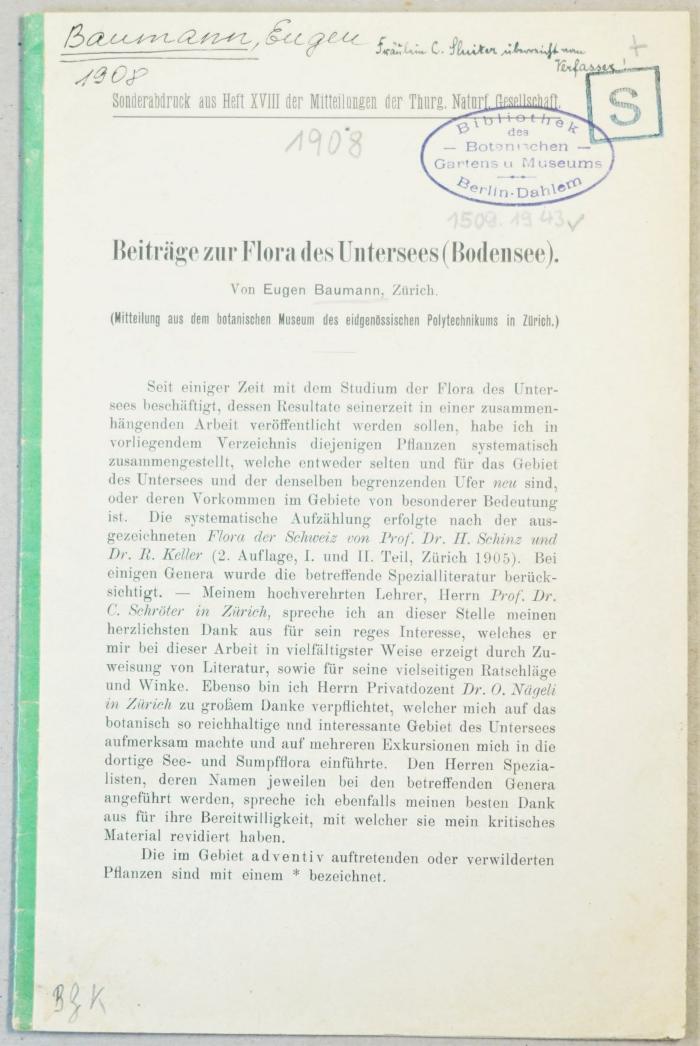 Baumann, Eugen
Fräulein C. Sluiter überreicht vom
Verfasser!
1908
Sonderabdruck aus Heft XVIII der Mitteilungen der Thurg. Naturf. Gesellschaft.
S
1908
Bibliothek
des
— Botanischen —
Gartens u Museums
Berlin-Dahlem
1509. 1943
Beiträge zur Flora des Untersees (Bodensee).
Von Eugen Baumann, Zürich.
(Mitteilung aus dem botanischen Museum des eidgenössischen Polytechnikums in Zürich.)
Seit einiger Zeit mit dem Studium der Flora des Unter-
sees beschäftigt, dessen Resultate seinerzeit in einer zusammen-
hängenden Arbeit veröffentlicht werden sollen, habe ich in
vorliegendem Verzeichnis diejenigen Pflanzen systematisch
zusammengestellt, welche entweder selten und für das Gebiet
des Untersees und der denselben begrenzenden Ufer neu sind,
oder deren Vorkommen im Gebiete von besonderer Bedeutung
ist. Die systematische Aufzählung erfolgte nach der aus-
gezeichneten Flora der Schweiz von Prof. Dr. H. Schinz und
Dr. R. Keller (2. Auflage, I. und II. Teil, Zürich 1905). Bei
einigen Genera wurde die betreffende Spezialliteratur berück-
sichtigt. — Meinem hochverehrten Lehrer, Herrn Prof. Dr.
C. Schröter in Zürich, spreche ich an dieser Stelle meinen
herzlichsten Dank aus für sein reges Interesse, welches er
mir bei dieser Arbeit in vielfältigster Weise erzeigt durch Zu-
weisung von Literatur, sowie für seine vielseitigen Ratschläge
und Winke. Ebenso bin ich Herrn Privatdozent Dr. O. Nägeli
in Zürich zu großem Danke verpflichtet, welcher mich auf das
botanisch so reichhaltige und interessante Gebiet des Untersees
aufmerksam machte und auf mehreren Exkursionen mich in die
dortige See- und Sumpfflora einführte. Den Herren Spezia-
listen, deren Namen jeweilen bei den betreffenden Genera
angeführt werden, spreche ich ebenfalls meinen besten Dank
aus für ihre Bereitwilligkeit, mit welcher sie mein kritisches
Material revidiert haben.
Die im Gebiet adventiv auftretenden oder verwilderten
Pflanzen sind mit einem * bezeichnet.